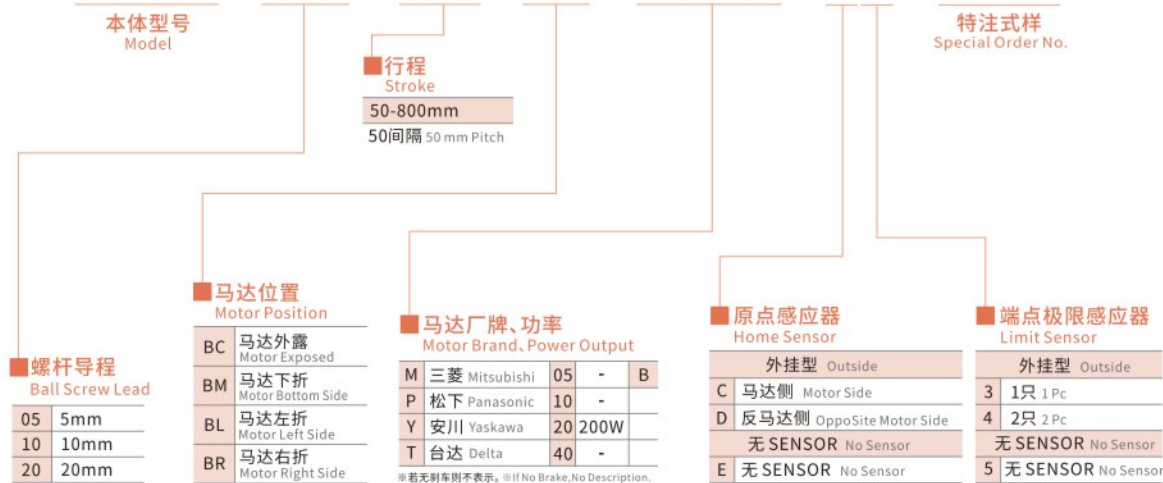 本体型号
Model
特注式样
Special Order No.
行程
Stroke
50-800mm
50间隔 50 mm Pitch
螺杆导程
Ball Screw Lead
05 5mm
10 10mm
20 20mm
马达位置
Motor Position
BC 马达外露
Motor Exposed
BM 马达下折
Motor Bottom Side
BL 马达左折
Motor Left Side
BR 马达右折
Motor Right Side
马达厂牌、功率
Motor Brand、Power Output
M 三菱 Mitsubishi 05 - B
P 松下 Panasonic 10 -
Y 安川 Yaskawa 20 200W
T 台达 Delta 40 -
※若无刹车则不表示。※If No Brake,No Description.
原点感应器
Home Sensor
外挂型 Outside
C 马达侧 Motor Side
D 反马达侧 OppoSite Motor Side
无 SENSOR No Sensor
E 无 SENSOR No Sensor
端点极限感应器
Limit Sensor
外挂型 Outside
3 1只 1 Pc
4 2只 2 Pc
无 SENSOR No Sensor
5 无 SENSOR No Sensor